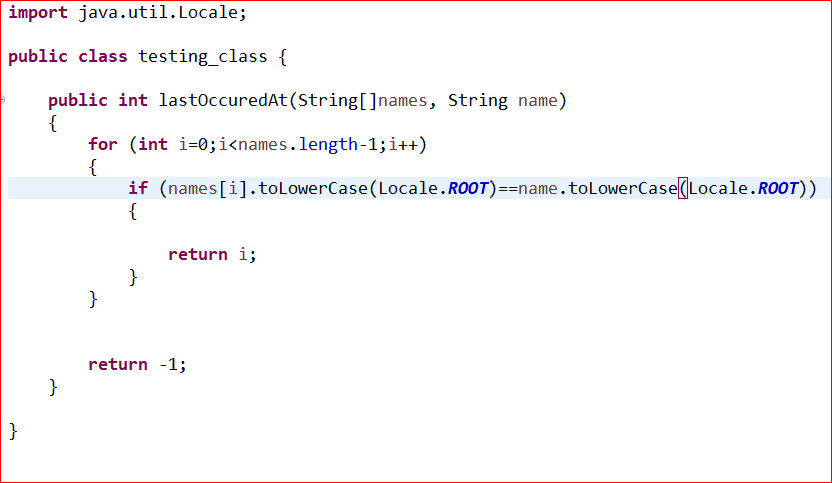 import java.util.Locale;
public class testing_class {
public int lastOccuredAt(String[]names, String name)
{
for (int i=0;i<names.length-1;i++)
{
if (names[i].toLowerCase(Locale.ROOT)==name.toLowerCase(Locale.ROOT))
{
return i;
}
}
return -1;
}
}